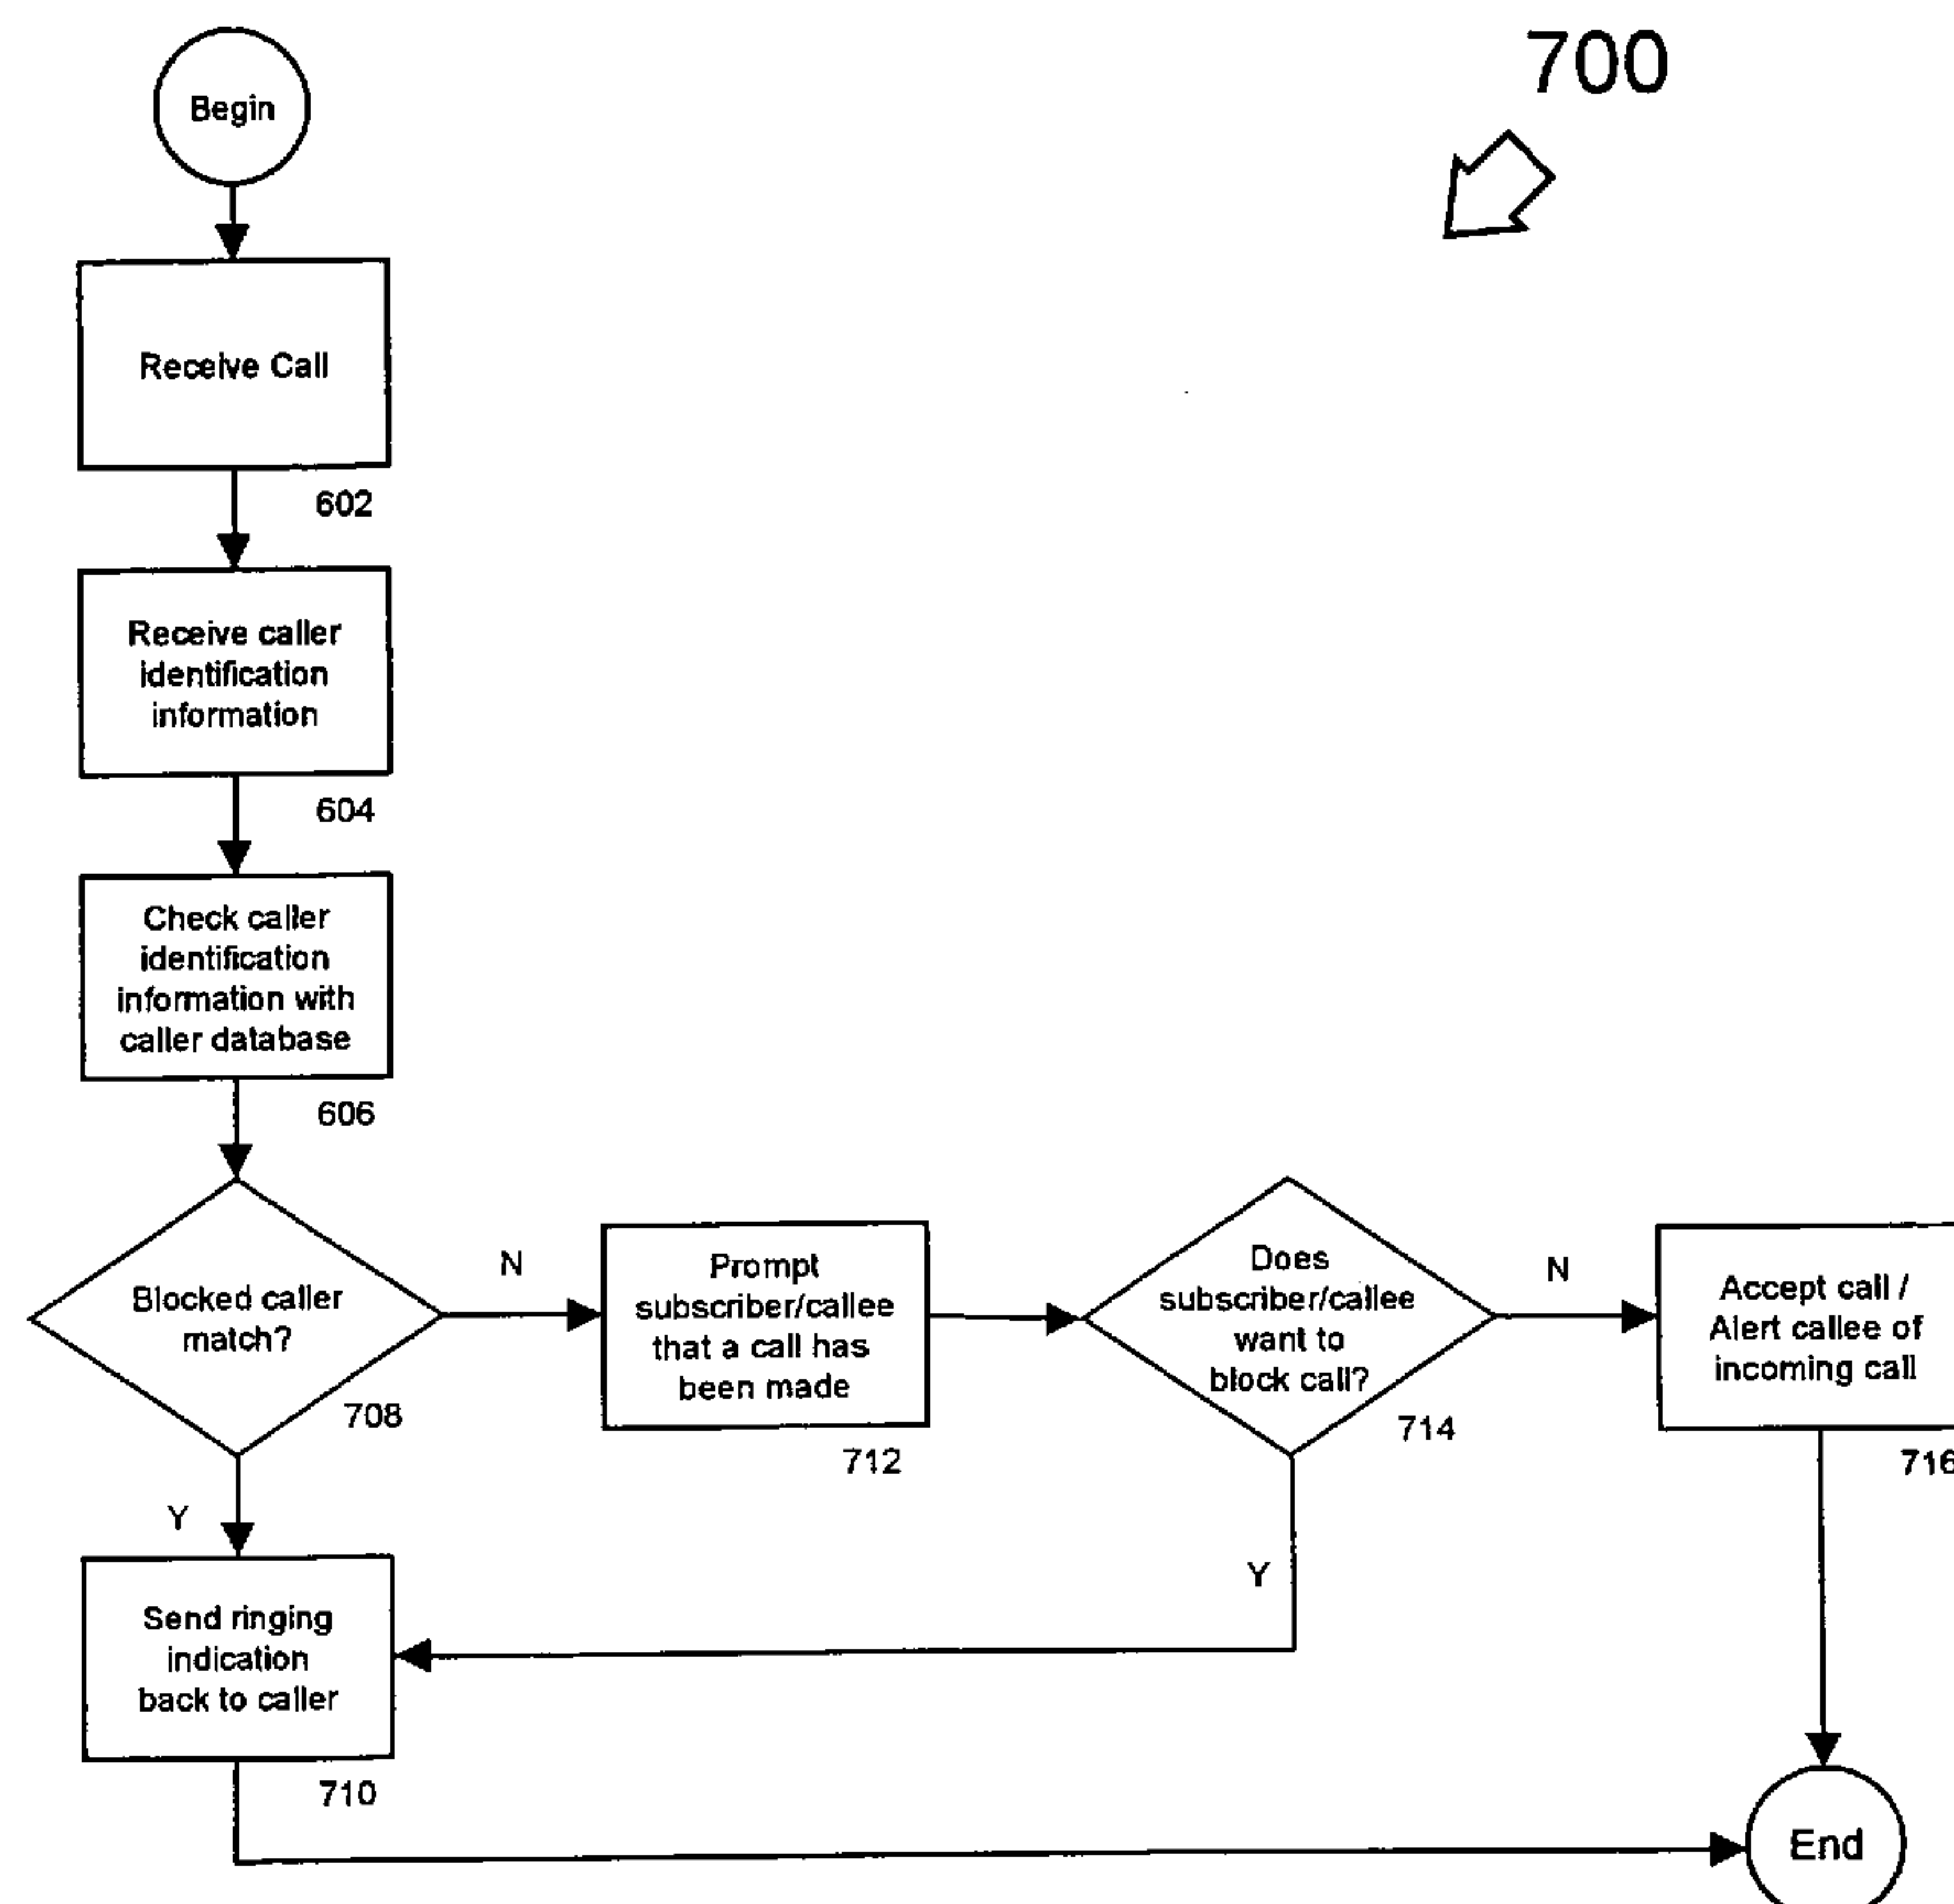 700
Begin
Receive Call
602
Receive caller
identification
information
604
Check caller
identification
information with
caller database
606
Blocked caller
match?
708
N
Prompt
subscriber/callee
that a call has
been made
712
Does
subscriber/callee
want to
block call?
714
N
Accept call /
Alert callee of
incoming call
716
Y
Y
Send ringing
indication
back to caller
710
End